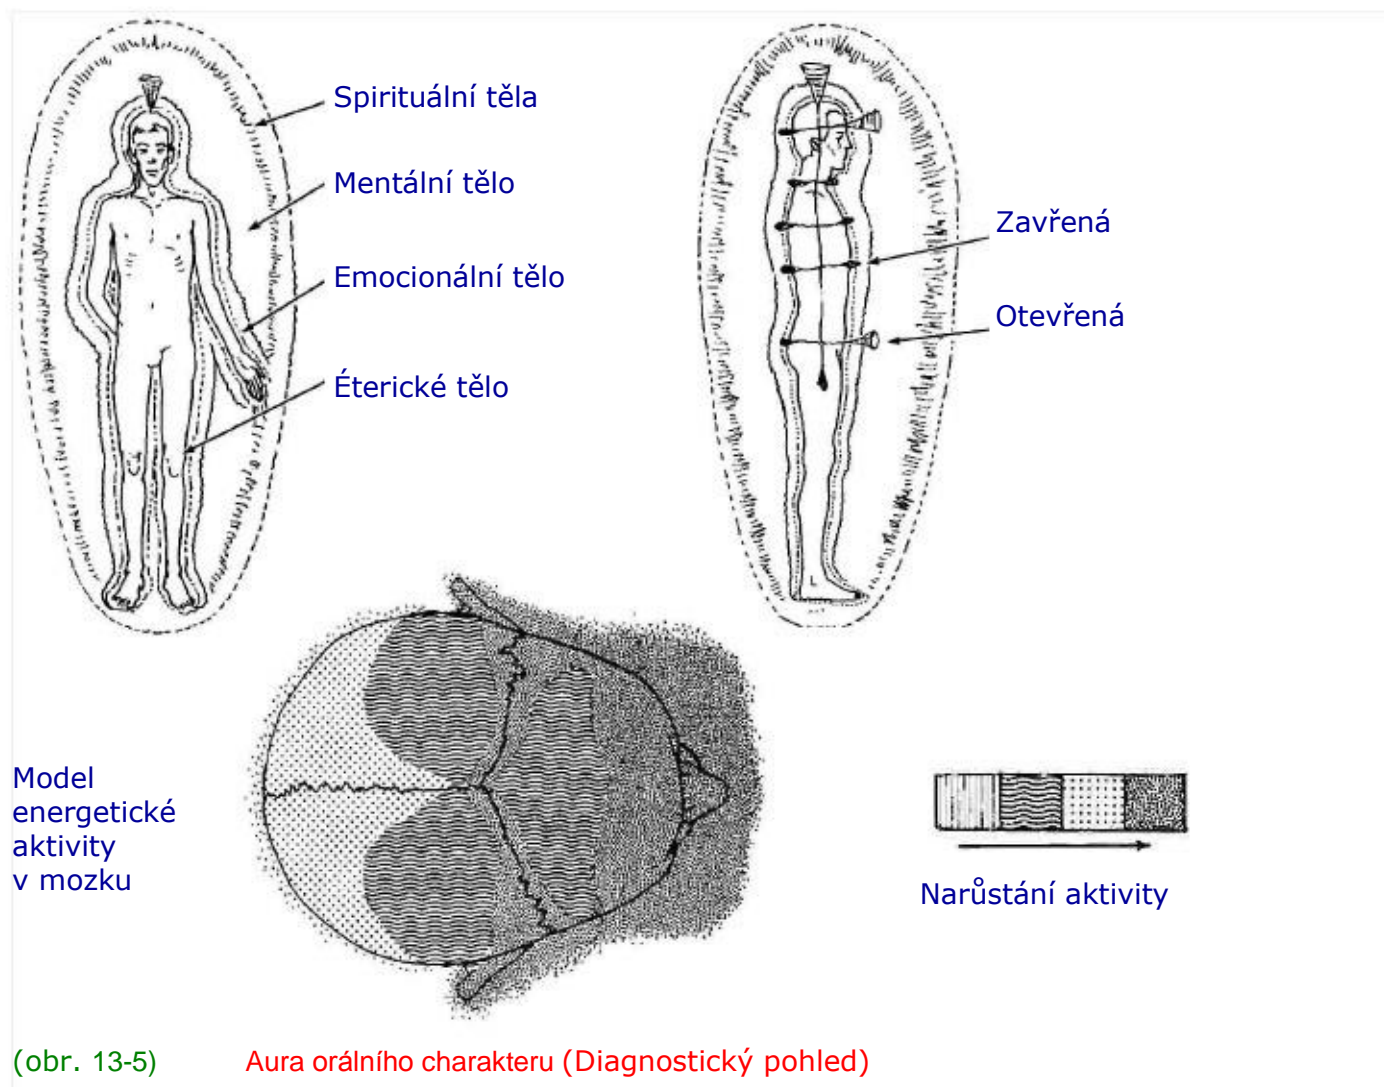 Spirituální těla
Mentální tělo
Emocionální tělo
Éterické tělo
Zavřená
Otevřená
Model
energetické
aktivity
v mozku
Narůstání aktivity
(obr. 13-5) Aura orálního charakteru (Diagnostický pohled)